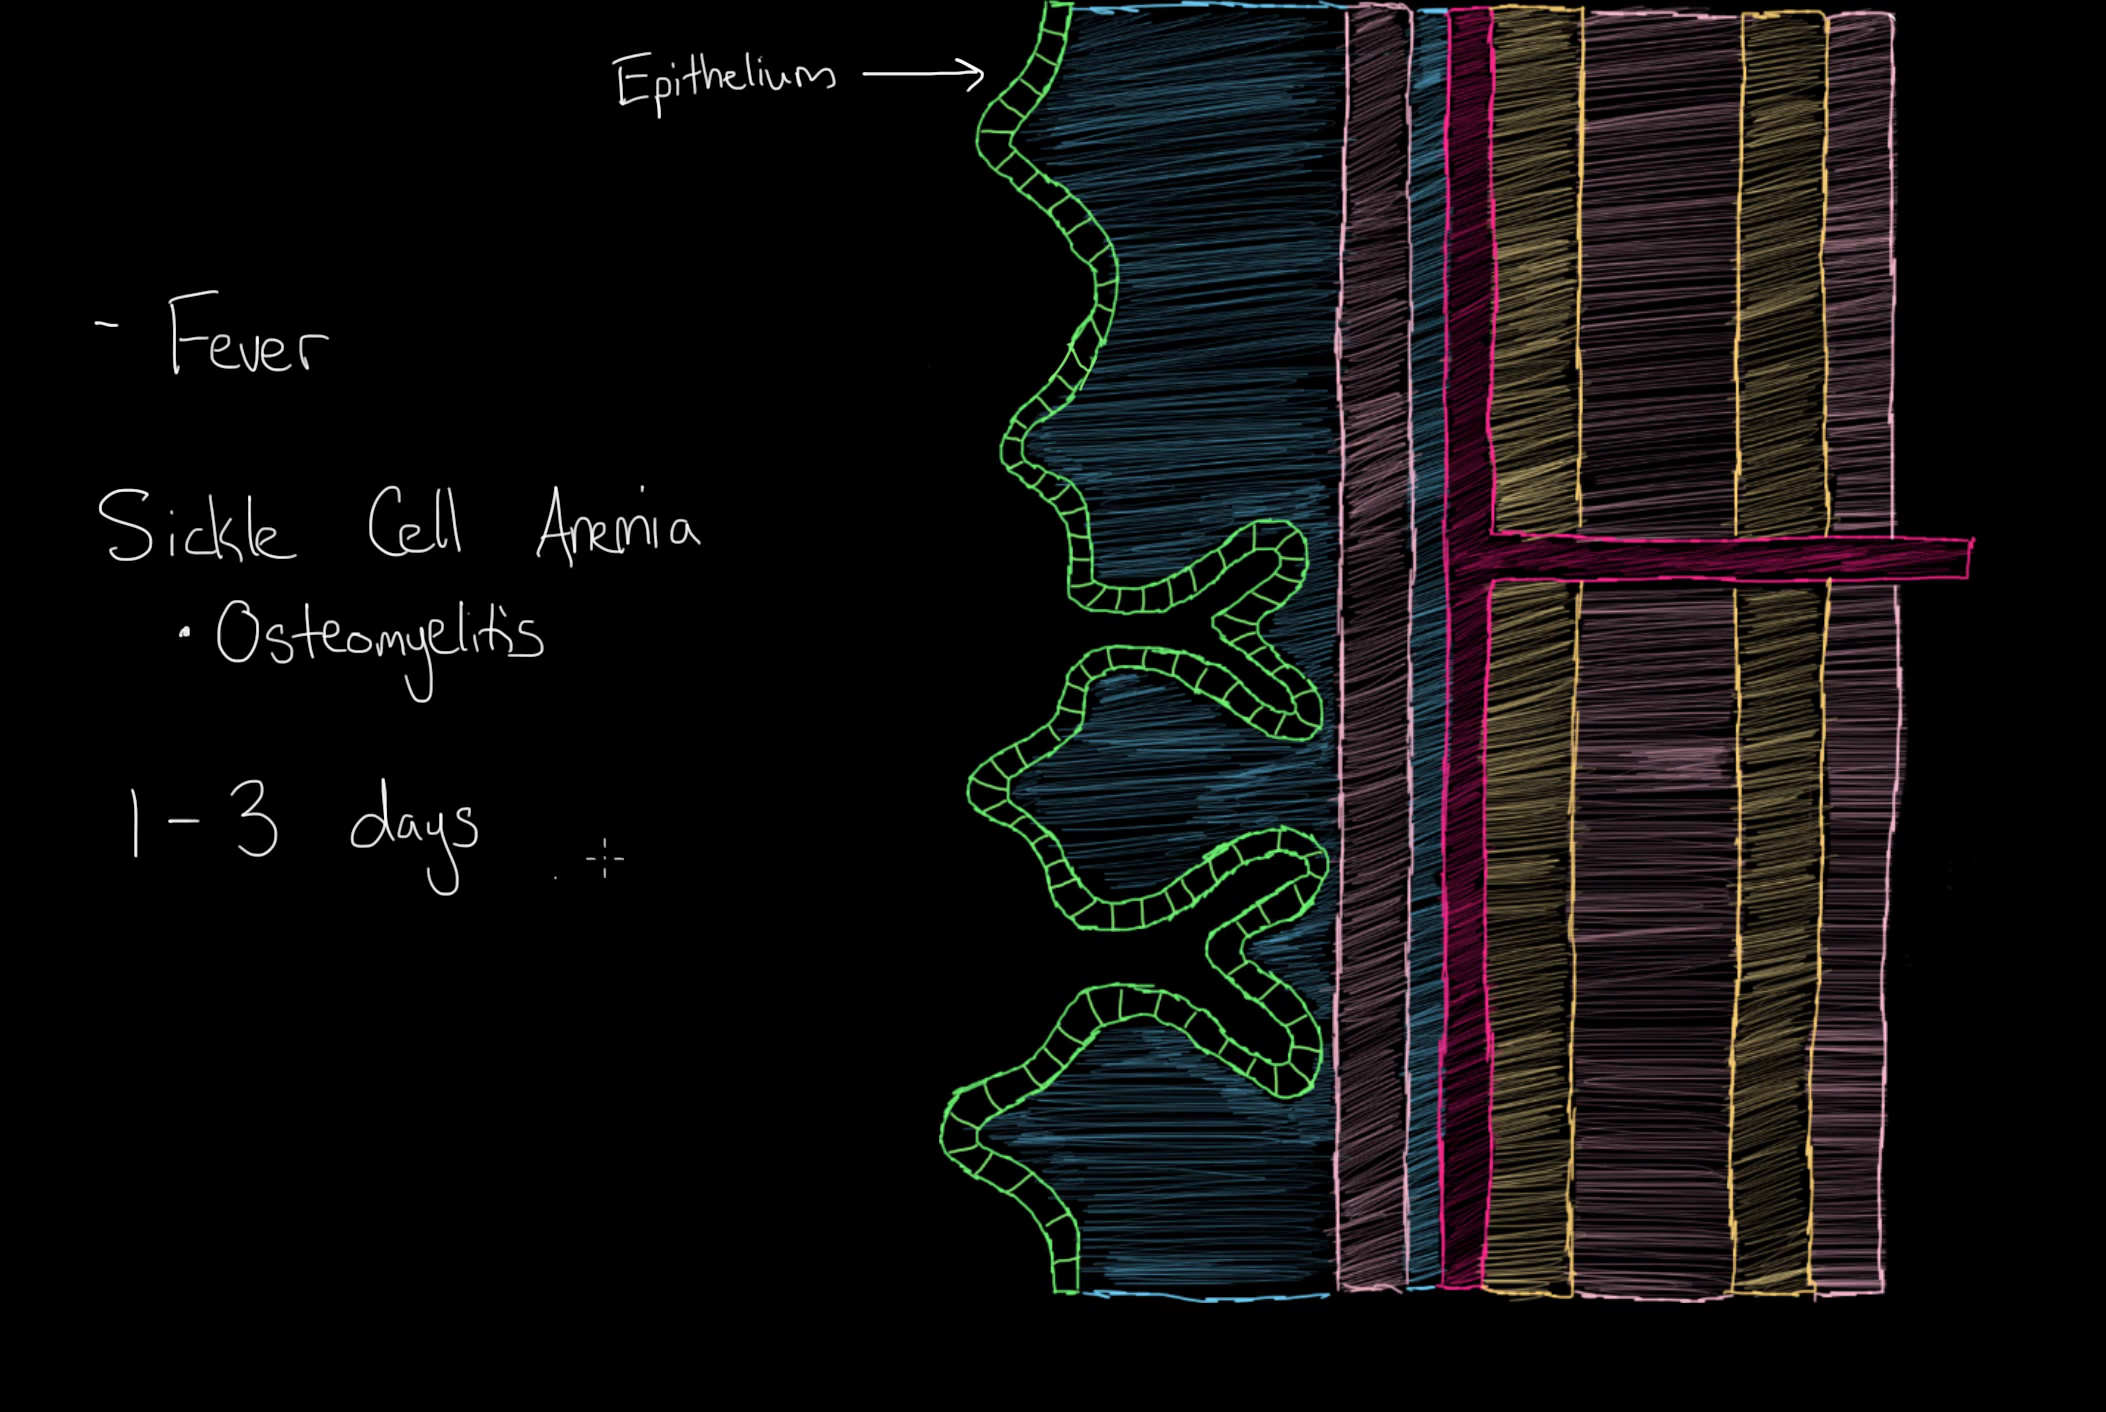 Epithelium
- Fever
Sickle Cell Anemia
• Osteomyelitis
1-3 days